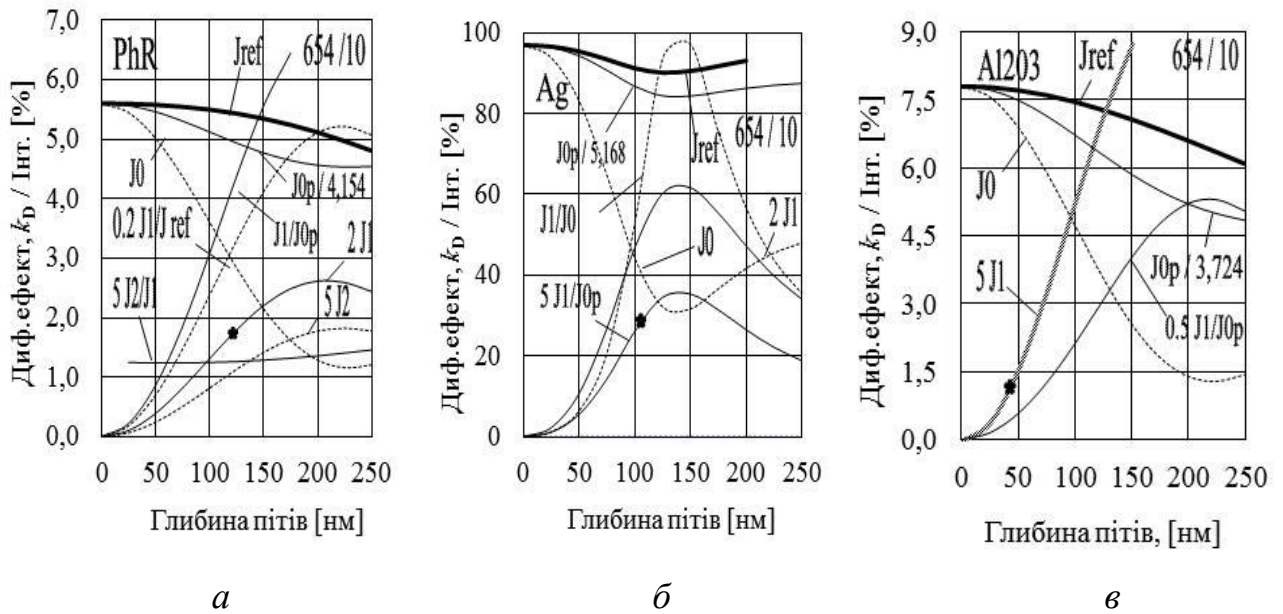 Диф.ефект, kD / Інт. [%]
7,0
6,0
5,0
4,0
3,0
2,0
1,0
0,0
PhR
Jref
654 /10
J0
J0p / 4,154
0.2 J1/J ref
J1/J0p
2 J1
5 J2/J1
5 J2
0 50 100 150 200 250
Глибина пітів [нм]
а
Диф.ефект, kD / Інт. [%]
100
80
60
40
20
0
Ag
J0p / 5,168
Jref
654 / 10
J1/J0
J0
2 J1
5 J1/J0p
0 50 100 150 200 250
Глибина пітів [нм]
б
Диф.ефект, kD / Інт. [%]
9,0
7,5
6,0
4,5
3,0
1,5
0,0
Al203
Jref
654 / 10
J0
J0p / 3,724
5 J1
0.5 J1/J0p
0 50 100 150 200 250
Глибина пітів, [нм]
в